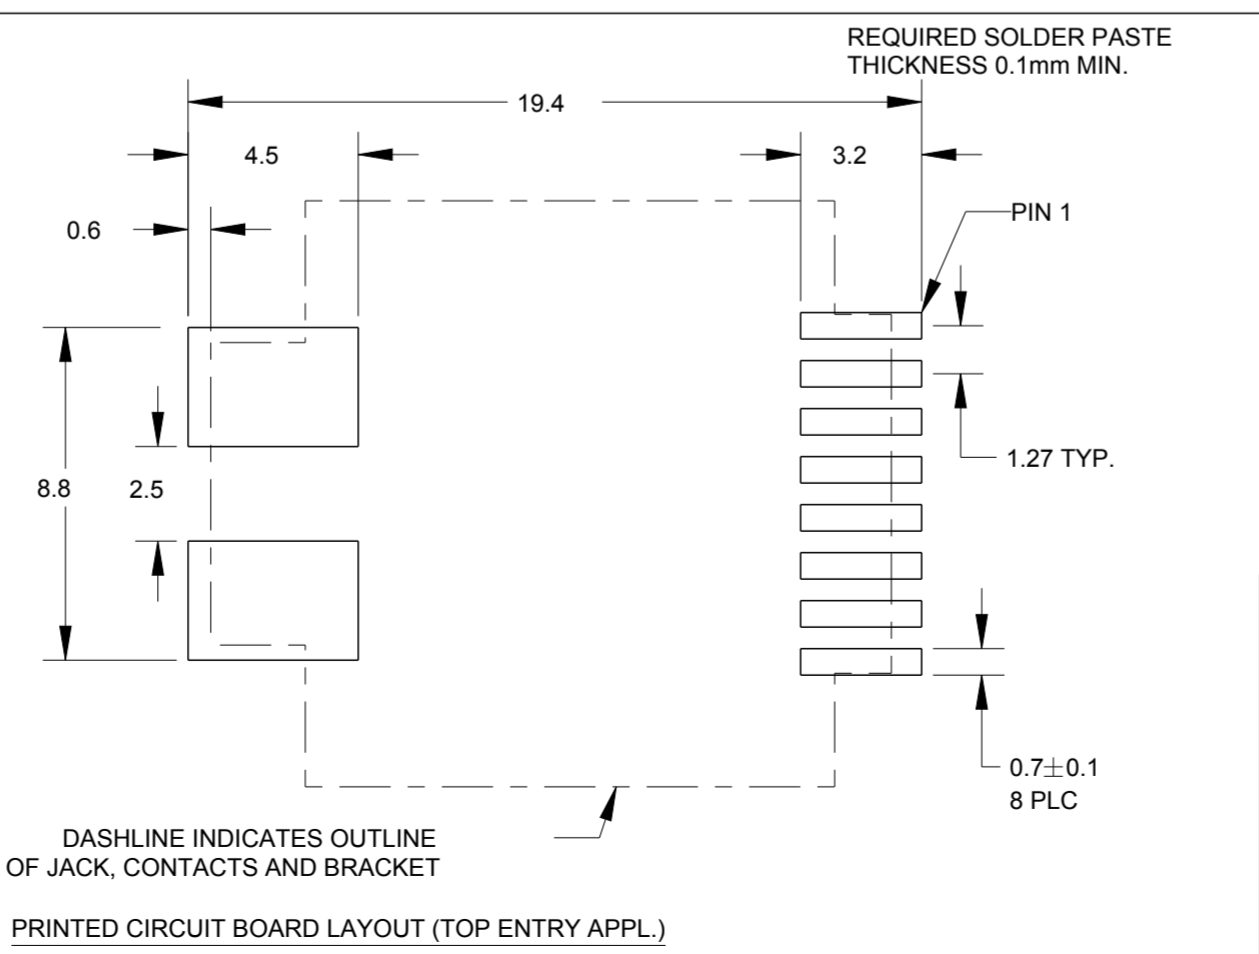 REQUIRED SOLDER PASTE
THICKNESS 0.1mm MIN.
19.4
4.5
3.2
PIN 1
0.6
1.27 TYP.
8.8
2.5
0.7±0.1
8 PLC
DASHLINE INDICATES OUTLINE
OF JACK, CONTACTS AND BRACKET
PRINTED CIRCUIT BOARD LAYOUT (TOP ENTRY APPL.)